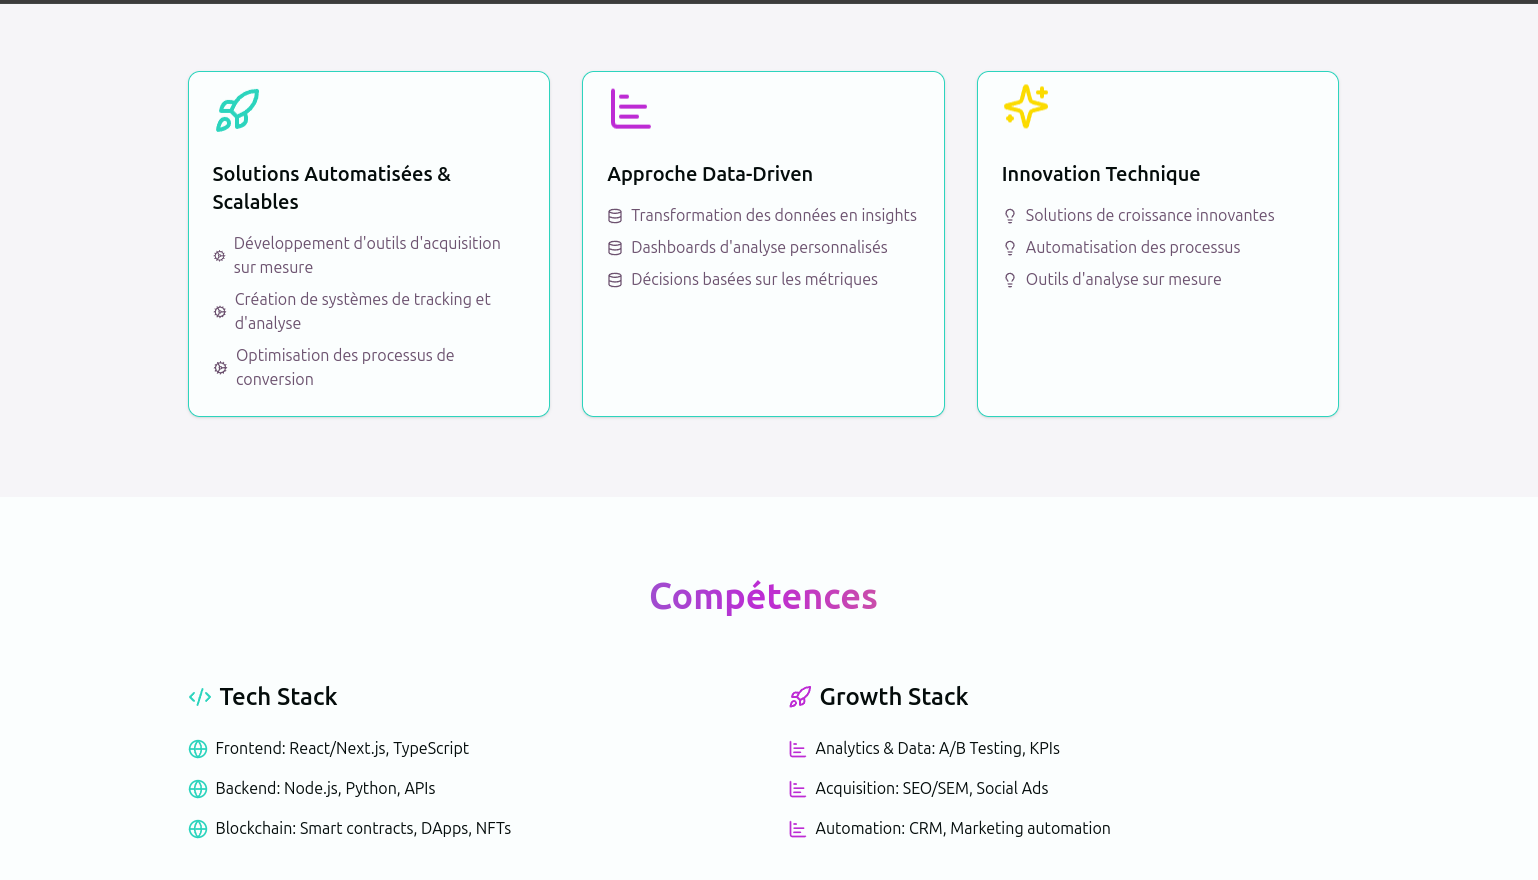 Solutions Automatisées &
Scalables
Développement d'outils d'acquisition
sur mesure
Création de systèmes de tracking et
d'analyse
Optimisation des processus de
conversion
Approche Data-Driven
Transformation des données en insights
Dashboards d'analyse personnalisés
Décisions basées sur les métriques
Innovation Technique
Solutions de croissance innovantes
Automatisation des processus
Outils d'analyse sur mesure
Compétences
Tech Stack
Frontend: React/Next.js, TypeScript
Backend: Node.js, Python, APIs
Blockchain: Smart contracts, DApps, NFTs
Growth Stack
Analytics & Data: A/B Testing, KPIs
Acquisition: SEO/SEM, Social Ads
Automation: CRM, Marketing automation